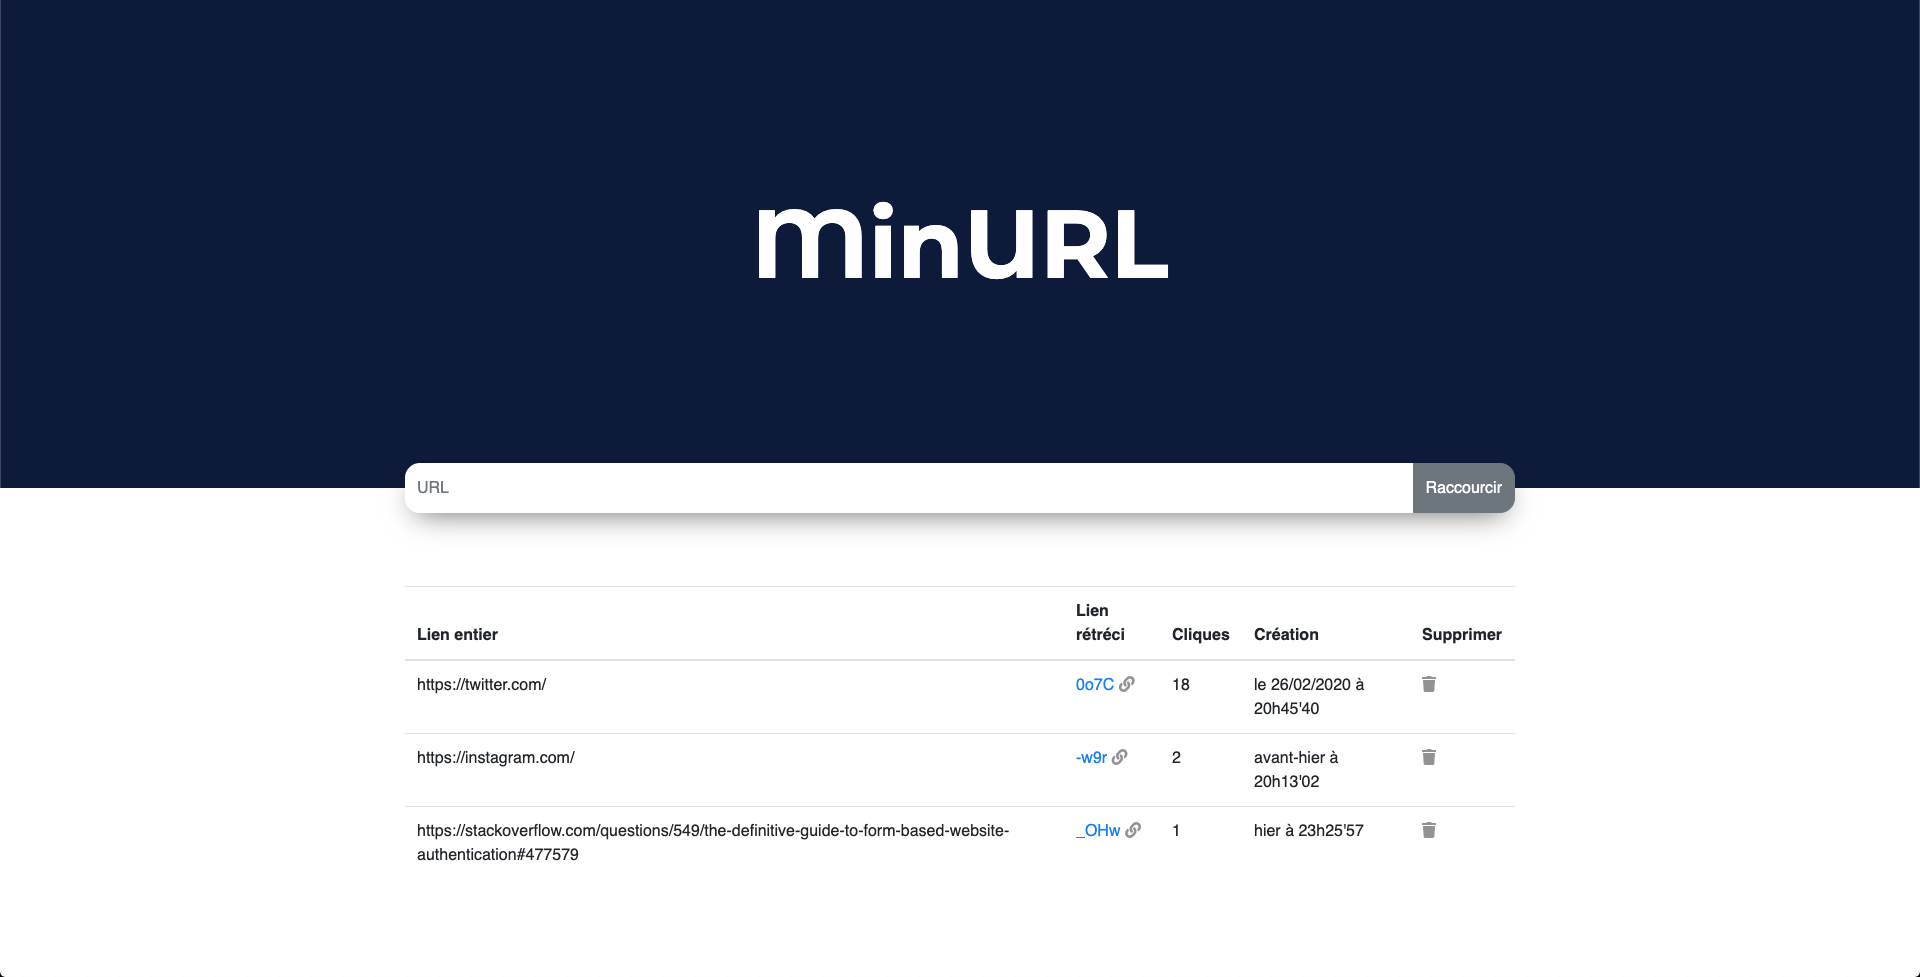 minURL
URL
Raccourcir
Lien entier
Lien rétréci
Cliques
Création
Supprimer
https://twitter.com/
0o7C
18
le 26/02/2020 à
20h45'40
https://instagram.com/
-w9r
2
avant-hier à
20h13'02
https://stackoverflow.com/questions/549/the-definitive-guide-to-form-based-website-
authentication#477579
_OHw
1
hier à 23h25'57